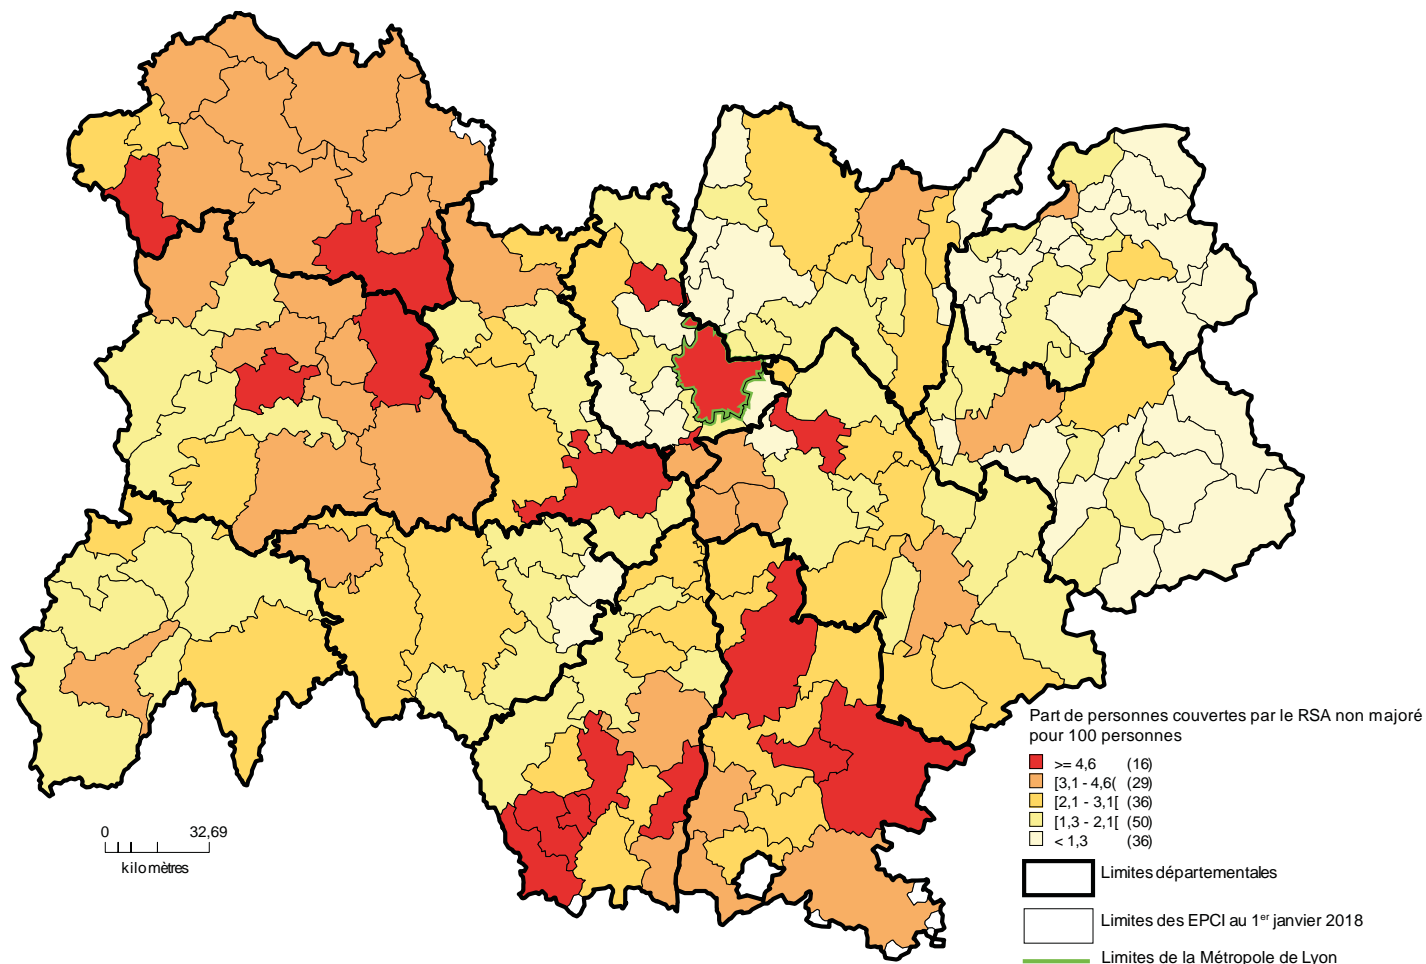 Part de personnes couvertes par le RSA non majoré
pour 100 personnes
>= 4,6 (16)
[3,1 - 4,6( (29)
[2,1 - 3,1[ (36)
[1,3 - 2,1[ (50)
< 1,3 (36)
0 32,69
kilomètres
Limites départementales
Limites des EPCI au 1er janvier 2018
Limites de la Métropole de Lyon